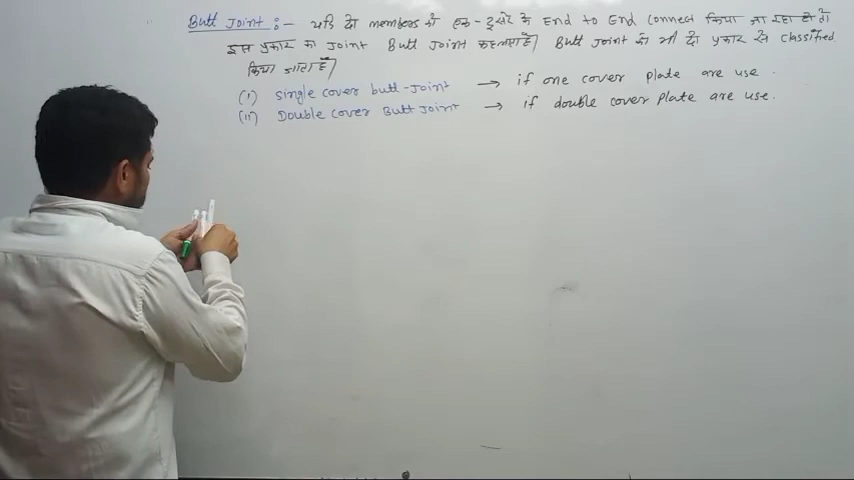 Butt Joint :- यदि दो members को एक-दूसरे के End to End connect किया जा रहा हो तो
इस प्रकार का Joint Butt Joint कहलाता है। Butt Joint को भी दो प्रकार से classified
किया जाता है।
(i) Single cover butt-Joint → if one cover plate are use.
(ii) Double cover Butt Joint → if double cover plate are use.